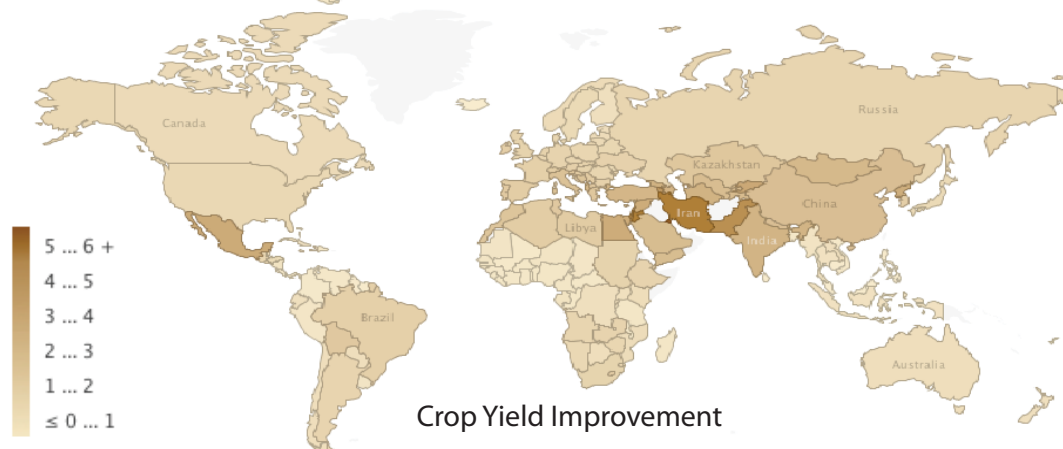 Canada
Russia
Kazakhstan
China
Iran
Libya
India
Brazil
Australia
5 ... 6 +
4 ... 5
3 ... 4
2 ... 3
1 ... 2
≤ 0 ... 1
Crop Yield Improvement